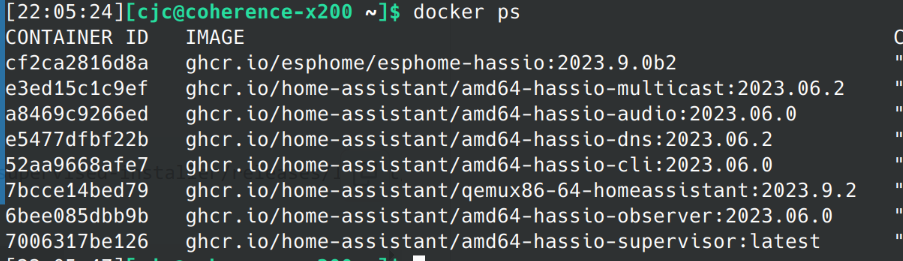 [22:05:24][cjc@coherence-x200 ~]$ docker ps
CONTAINER ID IMAGE C
cf2ca2816d8a ghcr.io/esphome/esphome-hassio:2023.9.0b2 "
e3ed15c1c9ef ghcr.io/home-assistant/amd64-hassio-multicast:2023.06.2 "
a8469c9266ed ghcr.io/home-assistant/amd64-hassio-audio:2023.06.0 "
e5477dfbf22b ghcr.io/home-assistant/amd64-hassio-dns:2023.06.2 "
52aa9668afe7 ghcr.io/home-assistant/amd64-hassio-cli:2023.06.0 "
7bcce14bed79 ghcr.io/home-assistant/qemux86-64-homeassistant:2023.9.2 "
6bee085dbb9b ghcr.io/home-assistant/amd64-hassio-observer:2023.06.0 "
7006317be126 ghcr.io/home-assistant/amd64-hassio-supervisor:latest "